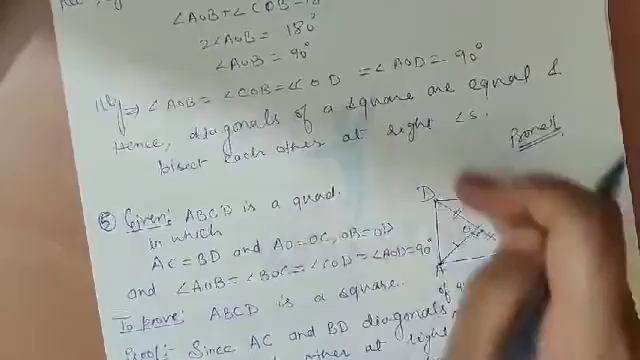 ∠AOB + ∠COB = 
2∠AOB = 180°
∠AOB = 90°
111ly ⇒ ∠AOB = ∠COB = ∠COD = ∠AOD = 90°
Hence, diagonals of a square are equal &
bisect each other at right ∠s.
Proved
⑤ Given: ABCD is a quad.
in which
AC = BD and AO = OC, OB = OD
and ∠AOB = ∠BOC = ∠COD = ∠AOD = 90°
D
O
A
To prove: ABCD is a square.
Proof:- Since AC and BD diagonals of
each other at right